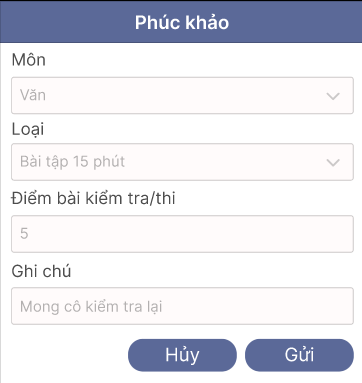 Phúc khảo
Môn
Văn
Loại
Bài tập 15 phút
Điểm bài kiểm tra/thi
5
Ghi chú
Mong cô kiểm tra lại
Hủy Gửi